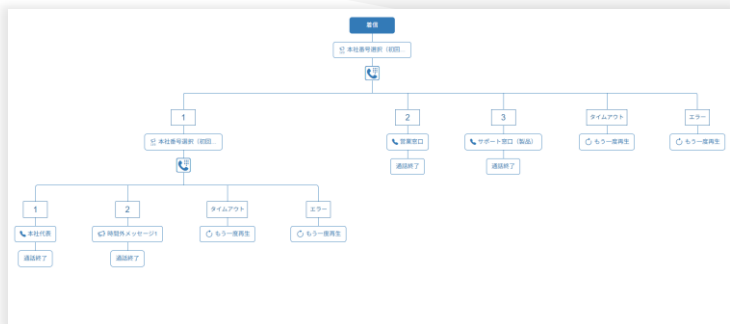 着信
本社番号選択（初回...
1
2
3
タイムアウト
エラー
本社番号選択（初回...
営業窓口
サポート窓口（製品）
もう一度再生
もう一度再生
通話終了
通話終了
1
2
タイムアウト
エラー
本社代表
時間外メッセージ1
もう一度再生
もう一度再生
通話終了
通話終了